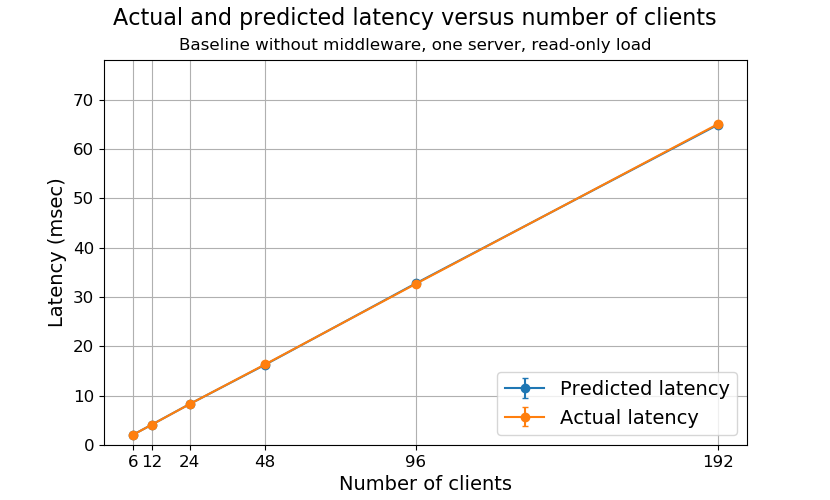 Actual and predicted latency versus number of clients
Baseline without middleware, one server, read-only load
Latency (msec)
70
60
50
40
30
20
10
0
6 12 24 48 96 192
Number of clients
Predicted latency
Actual latency